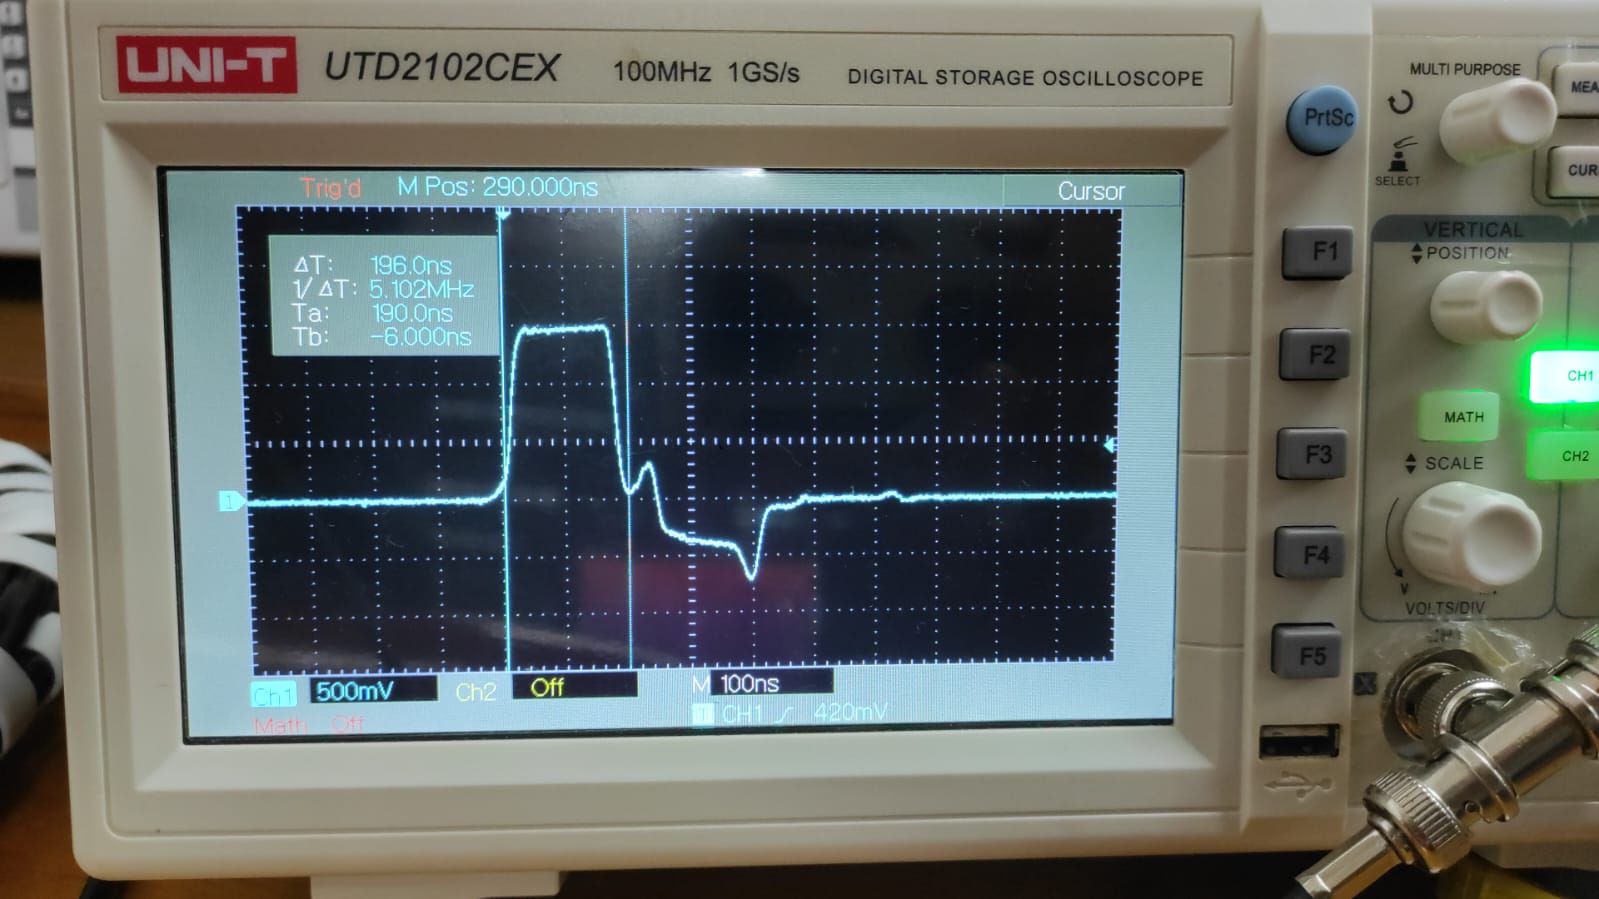 UNI-T UTD2102CEX 100MHz 1GS/s DIGITAL STORAGE OSCILLOSCOPE
MULTI PURPOSE
PrtSc
SELECT
Trig'd M Pos: 290.000ns Cursor
ΔT: 196.0ns
1/ΔT: 5.102MHz
Ta: 190.0ns
Tb: -6.000ns
1
Ch1 500mV Ch2 Off M 100ns
Math Off
1 CH1 420mV
F1
F2
F3
F4
F5
VERTICAL
POSITION
CH1
MATH
CH2
SCALE
V
VOLTS/DIV